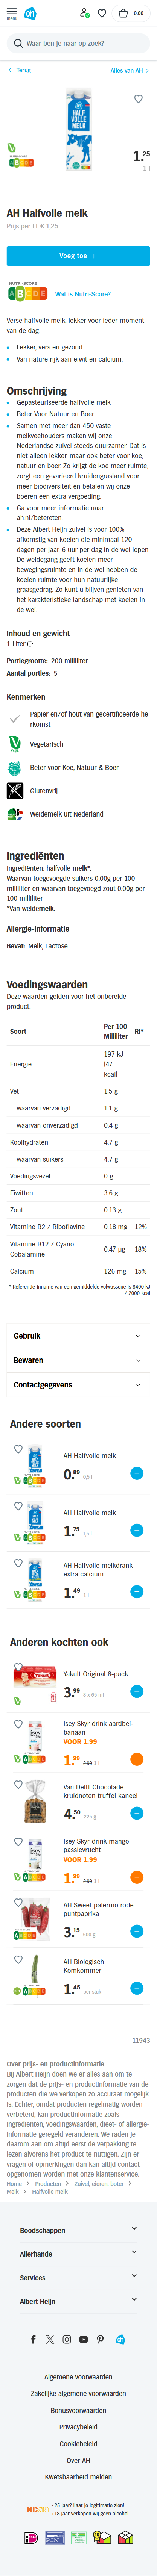 menu
0.00
Waar ben je naar op zoek?
Terug
Alles van AH
HALF
VOLLE
MELK
NUTRI-SCORE
1.25
1 l
AH Halfvolle melk
Prijs per LT € 1,25
Voeg toe
NUTRI-SCORE
Wat is Nutri-Score?
Verse halfvolle melk, lekker voor ieder moment
van de dag.
Lekker, vers en gezond
Van nature rijk aan eiwit en calcium.
Omschrijving
Gepasteuriseerde halfvolle melk
Beter Voor Natuur en Boer
Samen met meer dan 450 vaste
melkveehouders maken wij onze
Nederlandse zuivel steeds duurzamer. Dat is
niet alleen lekker, maar ook beter voor koe,
natuur en boer. Zo krijgt de koe meer ruimte,
zorgt een gevarieerd kruidengrasland voor
meer biodiversiteit en betalen wij onze
boeren een extra vergoeding.
Ga voor meer informatie naar
ah.nl/betereten.
Deze Albert Heijn zuivel is voor 100%
afkomstig van koeien die minimaal 120
dagen per jaar, 6 uur per dag in de wei lopen.
De weidegang geeft koeien meer
bewegingsruimte en in de wei hebben de
koeien ruimte voor hun natuurlijke
graasgedrag. Zo kunt u blijven genieten van
het karakteristieke landschap met koeien in
de wei.
Inhoud en gewicht
1 Liter ℮
Portiegrootte: 200 milliliter
Aantal porties: 5
Kenmerken
Papier en/of hout van gecertificeerde he
rkomst
Vegetarisch
Beter voor Koe, Natuur & Boer
Glutenvrij
Weidemelk uit Nederland
Ingrediënten
Ingrediënten: halfvolle melk*.
Waarvan toegevoegde suikers 0.00g per 100
milliliter en waarvan toegevoegd zout 0.00g per
100 milliliter
*Van weidemelk.
Allergie-informatie
Bevat: Melk, Lactose
Voedingswaarden
Deze waarden gelden voor het onbereide
product.
Soort Per 100 Milliliter RI*
Energie 197 kJ (47 kcal)
Vet 1.5 g
waarvan verzadigd 1.1 g
waarvan onverzadigd 0.4 g
Koolhydraten 4.7 g
waarvan suikers 4.7 g
Voedingsvezel 0 g
Eiwitten 3.6 g
Zout 0.13 g
Vitamine B2 / Riboflavine 0.18 mg 12%
Vitamine B12 / Cyano-Cobalamine 0.47 µg 18%
Calcium 126 mg 15%
* Referentie-inname van een gemiddelde volwassene is 8400 kJ
/ 2000 kcal
Gebruik
Bewaren
Contactgegevens
Andere soorten
AH Halfvolle melk
0.89 0,5 l
AH Halfvolle melk
1.75 1,5 l
AH Halfvolle melkdrank
extra calcium
1.49 1 l
Anderen kochten ook
Yakult Original 8-pack
3.99 8 x 65 ml
Isey Skyr drink aardbei-
banaan
VOOR 1.99
1.99 2.99 1 l
Van Delft Chocolade
kruidnoten truffel kaneel
4.50 225 g
Isey Skyr drink mango-
passievrucht
VOOR 1.99
1.99 2.99 1 l
AH Sweet palermo rode
puntpaprika
3.15 500 g
AH Biologisch
Komkommer
1.45 per stuk
11943
Over prijs- en productinformatie
Bij Albert Heijn doen we er alles aan om te
zorgen dat de prijs- en productinformatie van de
producten die we verkopen zo accuraat mogelijk
is. Echter, omdat producten regelmatig worden
verbeterd, kan productinformatie zoals
ingrediënten, voedingswaarden, dieet- of allergie-
informatie gereeld veranderen. We raden je
daarom aan om altijd eerst de verpakking te
lezen alvorens het product te nuttigen. Zijn er
vragen of opmerkingen dan kan altijd contact
opgenomen worden met onze klantenservice.
Home > Producten > Zuivel, eieren, boter >
Melk > Halfvolle melk
Boodschappen
Allerhande
Services
Albert Heijn
Algemene voorwaarden
Zakelijke algemene voorwaarden
Bonusvoorwaarden
Privacybeleid
Cookiebeleid
Over AH
Kwetsbaarheid melden
NIX18
<25 jaar? Laat je legitimatie zien!
<18 jaar verkopen wij geen alcohol.